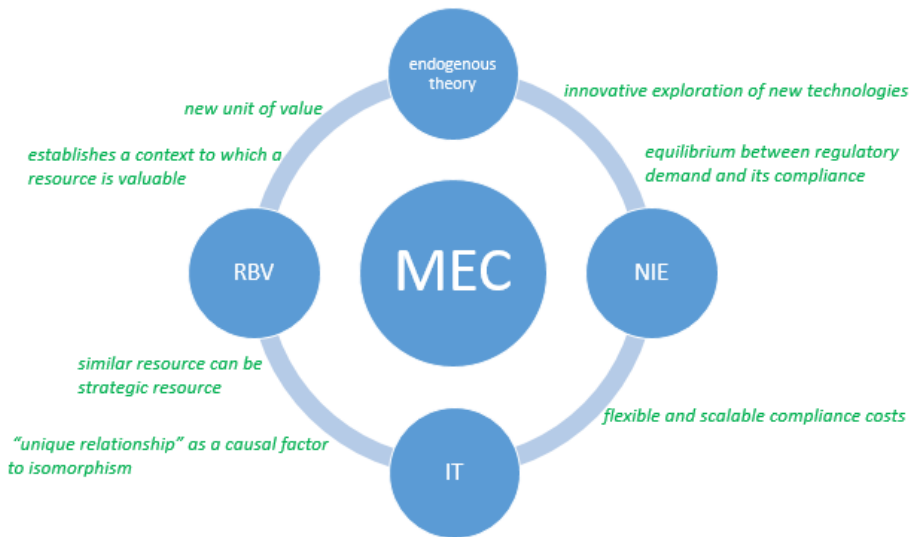 endogenous
theory
new unit of value
innovative exploration of new technologies
establishes a context to which a
resource is valuable
equilibrium between regulatory
demand and its compliance
RBV
MEC
NIE
similar resource can be
strategic resource
flexible and scalable compliance costs
“unique relationship” as a causal factor
to isomorphism
IT